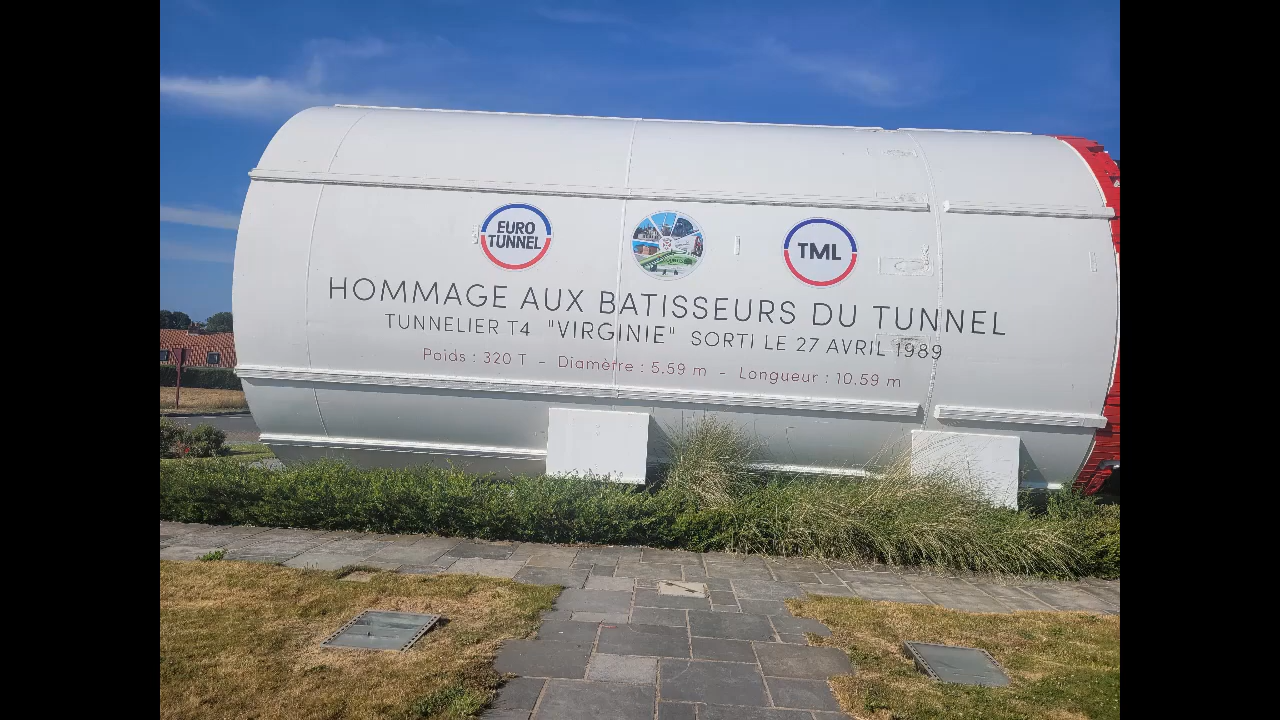 EURO
TUNNEL
TML
HOMMAGE AUX BATISSEURS DU TUNNEL
TUNNELIER T4 "VIRGINIE" SORTI LE 27 AVRIL 1989
Poids : 320 T - Diamètre : 5.59 m - Longueur : 10.59 m